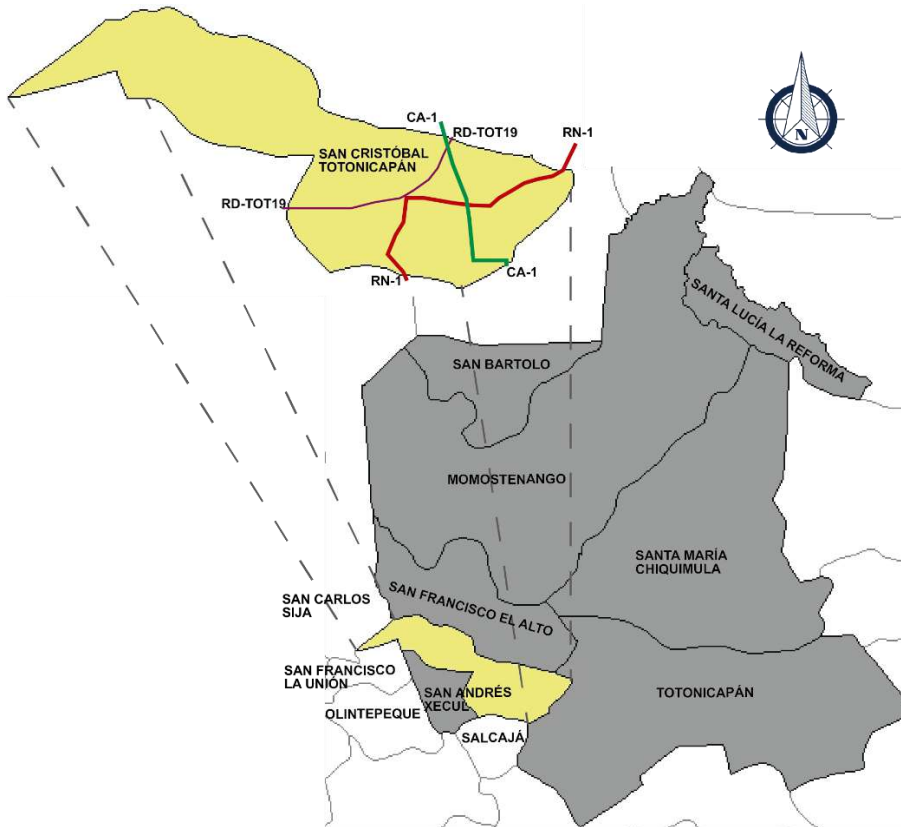 CA-1
RD-TOT19
RN-1
SAN CRISTÓBAL
TOTONICAPÁN
RD-TOT19
RN-1
CA-1
N
SANTA LUCÍA LA REFORMA
SAN BARTOLO
MOMOSTENANGO
SANTA MARÍA
CHIQUIMULA
SAN FRANCISCO EL ALTO
SAN CARLOS
SIJA
SAN FRANCISCO
LA UNIÓN
SAN ANDRÉS
XECUL
TOTONICAPÁN
OLINTEPEQUE
SALCAJÁ